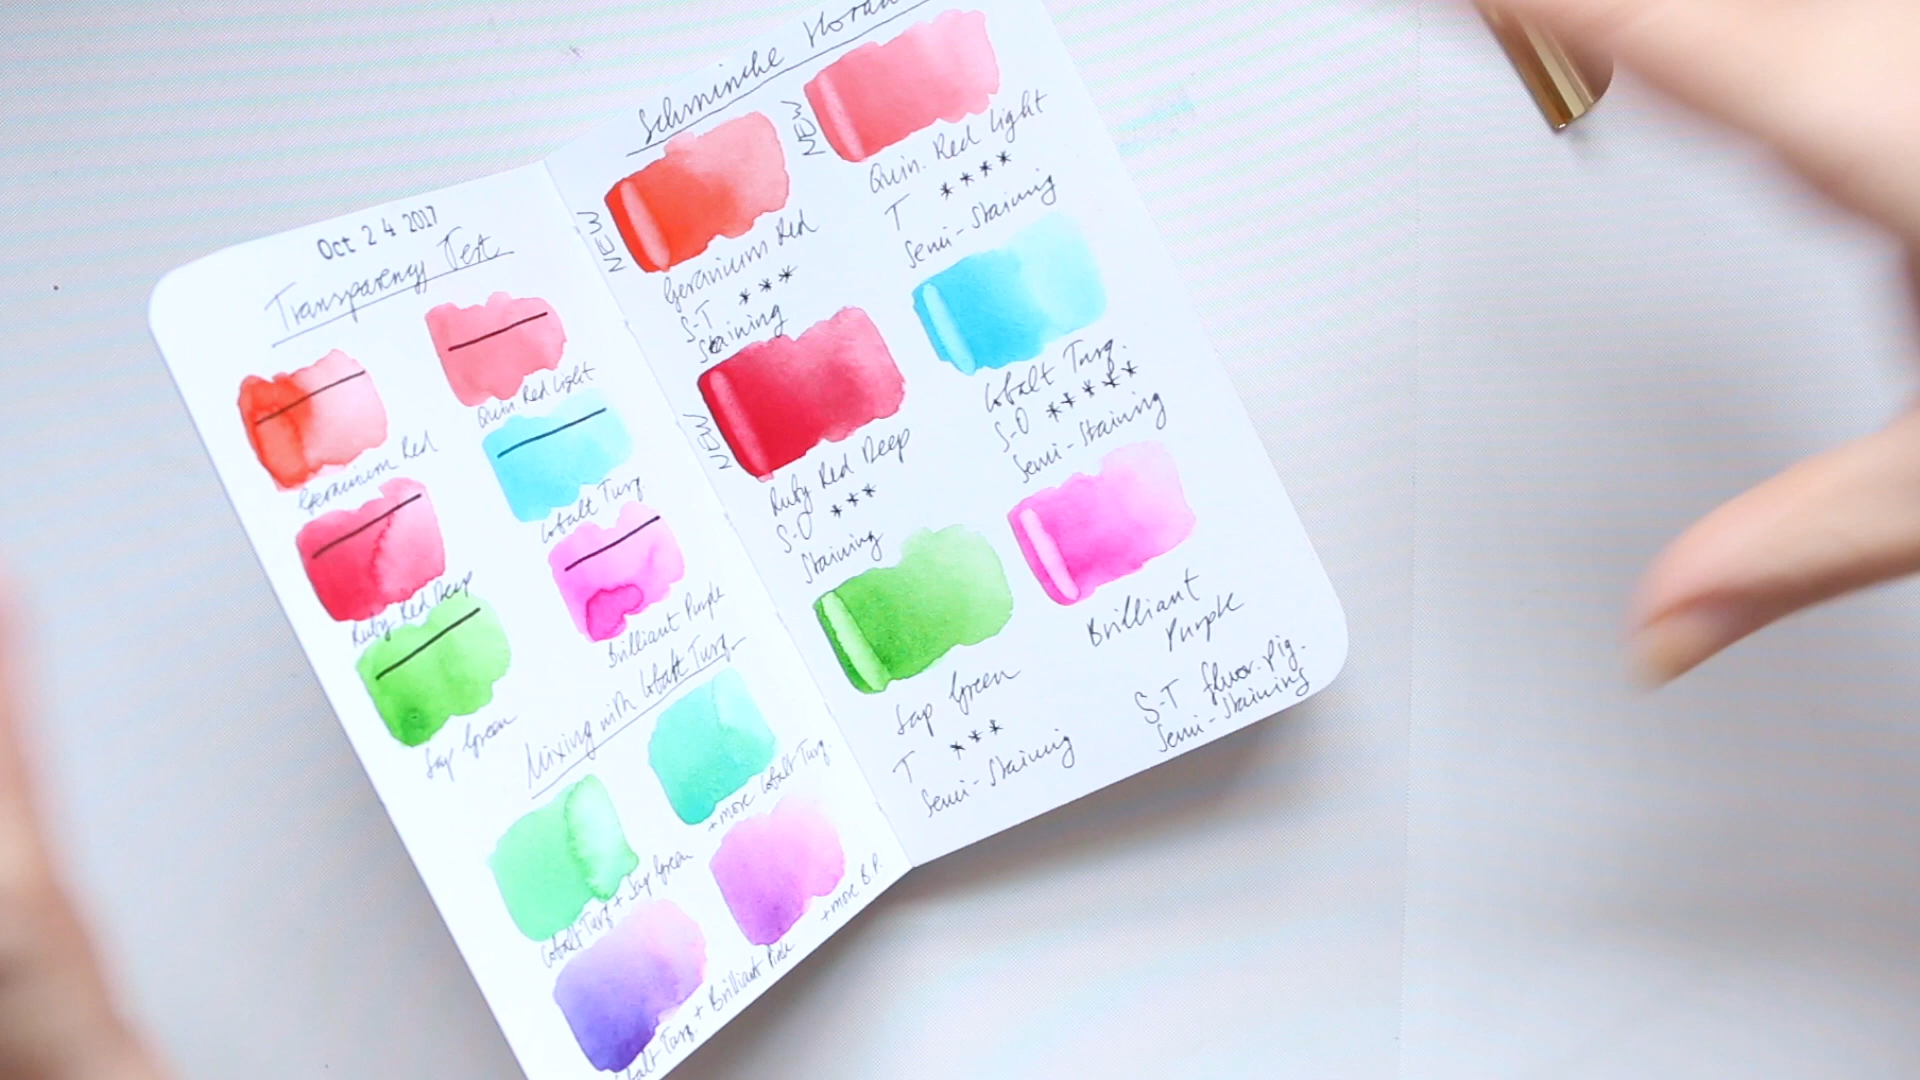 Oct 24 2017
Transparency Test
Geranium Red
Quin. Red Light
Ruby Red Deep
Cobalt Turq.
Sap Green
Brilliant Purple
Mixing with Cobalt Turq.
Cobalt Turq + Sap Green
+ more Cobalt Turq.
Cobalt Turq. + Brilliant
+ more B.P.
Schmincke
NEW
Geranium Red
S-T ***
Staining
NEW
Quin. Red Light
T ****
Semi-Staining
NEW
Ruby Red Deep
S-O ***
Staining
Cobalt Turq.
S-O *****
Semi-Staining
Sap Green
T ***
Semi-Staining
Brilliant
Purple
S-T fluor. pig.
Semi-Staining